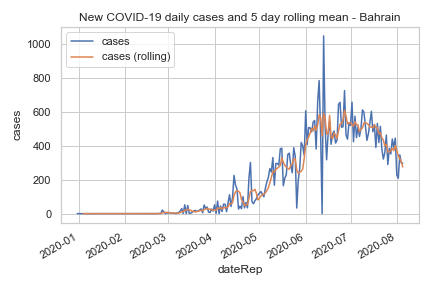 New COVID-19 daily cases and 5 day rolling mean - Bahrain
cases
cases (rolling)
1000
800
600
400
200
0
cases
2020-01
2020-02
2020-03
2020-04
2020-05
2020-06
2020-07
2020-08
dateRep